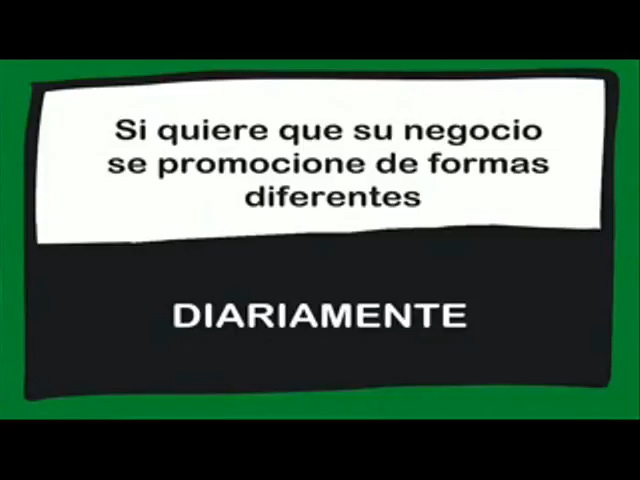 Si quiere que su negocio
se promocione de formas
diferentes
DIARIAMENTE